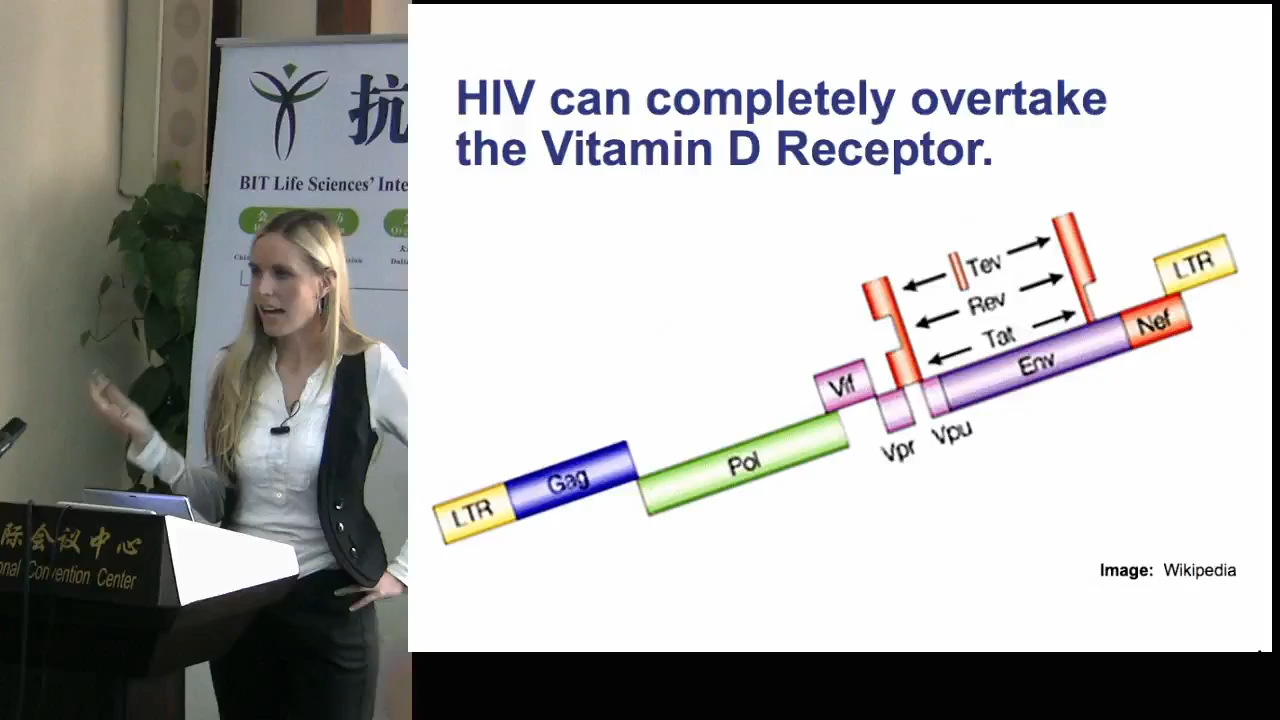 抗
BIT Life Sciences' Inte
HIV can completely overtake
the Vitamin D Receptor.
Tev
Rev
Tat
LTR
Nef
Env
Vif
Vpr
Vpu
Pol
Gag
LTR
Image: Wikipedia
际会议中心
onal Convention Center